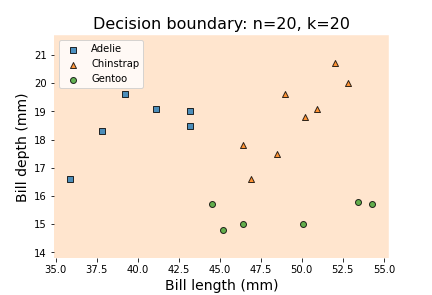 Decision boundary: n=20, k=20
Adelie
Chinstrap
Gentoo
Bill depth (mm)
21
20
19
18
17
16
15
14
35.0 37.5 40.0 42.5 45.0 47.5 50.0 52.5 55.0
Bill length (mm)